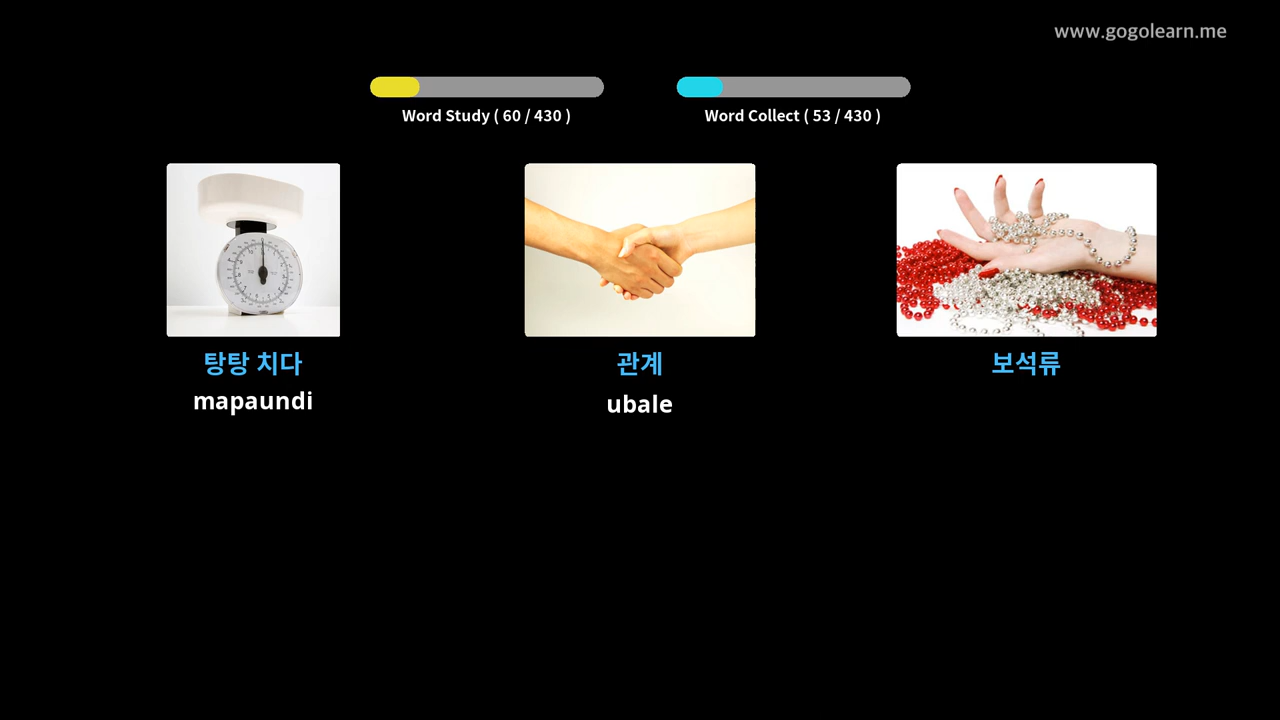 www.gogolearn.me
Word Study ( 60 / 430 )
Word Collect ( 53 / 430 )
탕탕 치다
관계
보석류
mapaundi
ubale